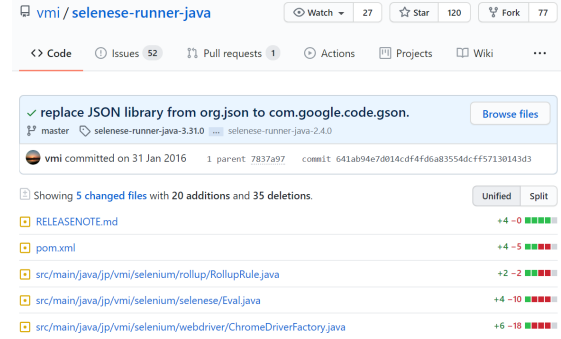 vmi / selenese-runner-java
Watch 27 Star 120 Fork 77
Code Issues 52 Pull requests 1 Actions Projects Wiki ...
replace JSON library from org.json to com.google.code.gson.
Browse files
master selenese-runner-java-3.31.0 ... selenese-runner-java-2.4.0
vmi committed on 31 Jan 2016 1 parent 7837a97 commit 641ab94e7d014cdf4fd6a83554dcff57130143d3
Showing 5 changed files with 20 additions and 35 deletions.
Unified Split
RELEASENOTE.md +4 −0
pom.xml +4 −5
src/main/java/jp/vmi/selenium/rollup/RollupRule.java +2 −2
src/main/java/jp/vmi/selenium/selenese/Eval.java +4 −10
src/main/java/jp/vmi/selenium/webdriver/ChromeDriverFactory.java +6 −18